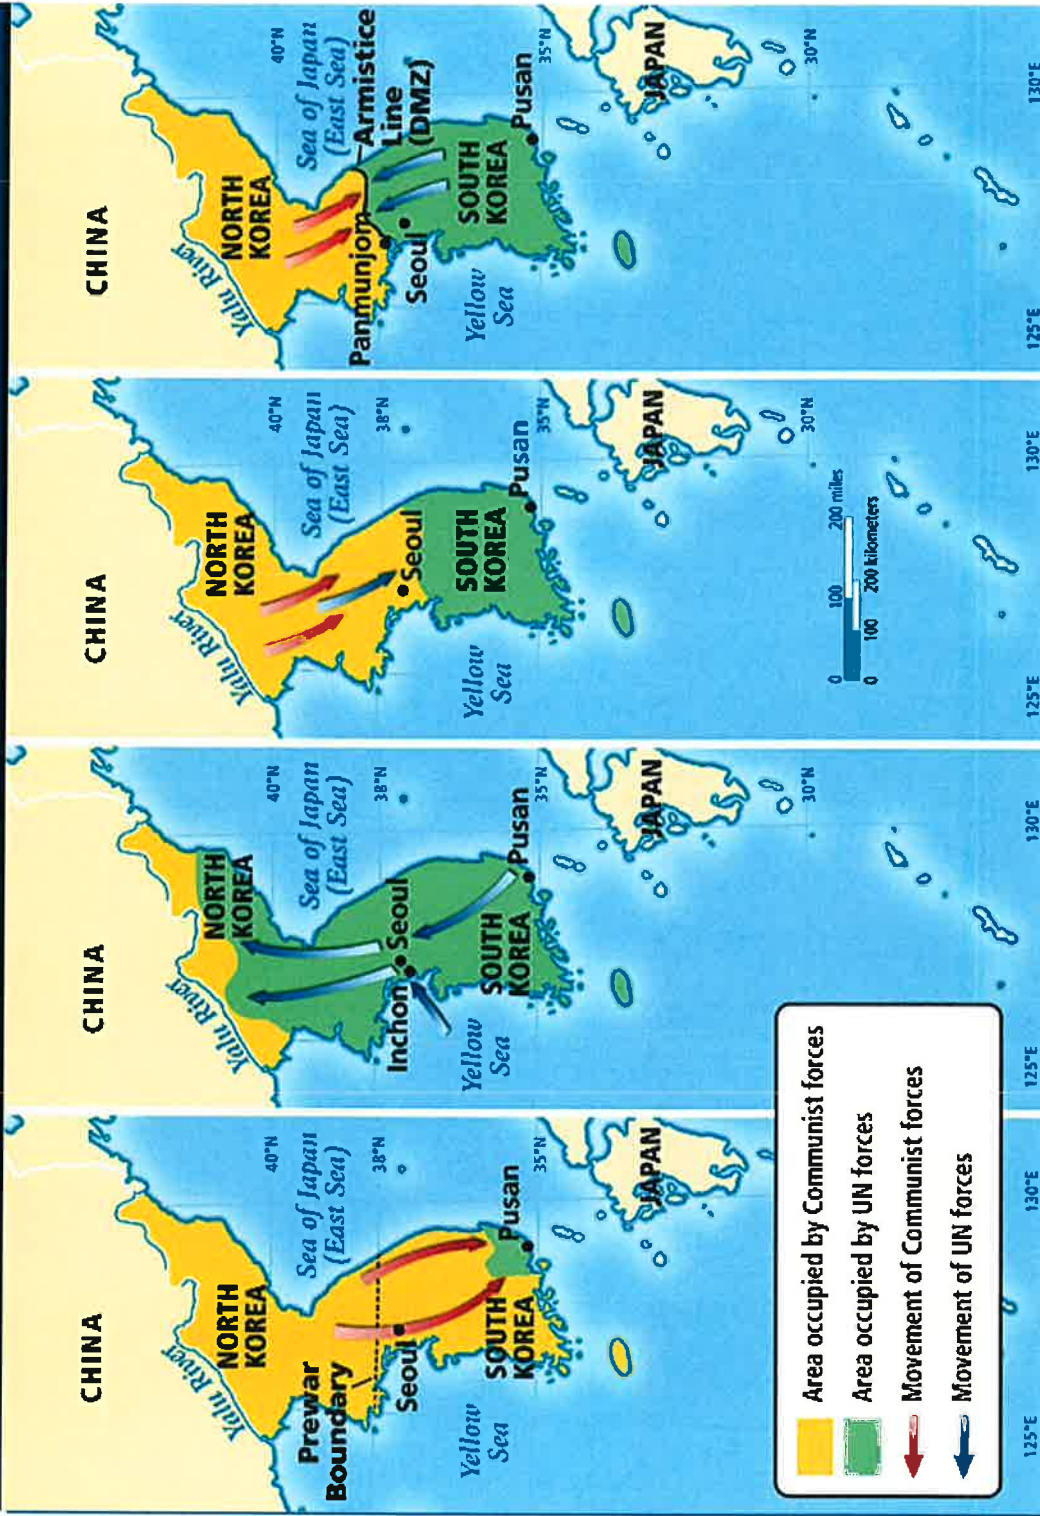 CHINA
Yalu River
NORTH
KOREA
40°N
Sea of Japan
(East Sea)
Prewar
Boundary
38°N
Seoul
SOUTH
KOREA
Yellow
Sea
Pusan
35°N
JAPAN
125°E
130°E
Area occupied by Communist forces
Area occupied by UN forces
Movement of Communist forces
Movement of UN forces
CHINA
Yalu River
NORTH
KOREA
40°N
Sea of Japan
(East Sea)
38°N
Inchon
Seoul
SOUTH
KOREA
Yellow
Sea
Pusan
35°N
JAPAN
30°N
125°E
130°E
CHINA
Yalu River
NORTH
KOREA
40°N
Sea of Japan
(East Sea)
38°N
Seoul
SOUTH
KOREA
Yellow
Sea
Pusan
35°N
JAPAN
30°N
0 100 200 miles
0 100 200 kilometers
125°E
130°E
CHINA
Yalu River
NORTH
KOREA
40°N
Sea of Japan
(East Sea)
Armistice
Line
(DMZ)
Panmunjom
Seoul
SOUTH
KOREA
Yellow
Sea
Pusan
35°N
JAPAN
30°N
125°E
130°E